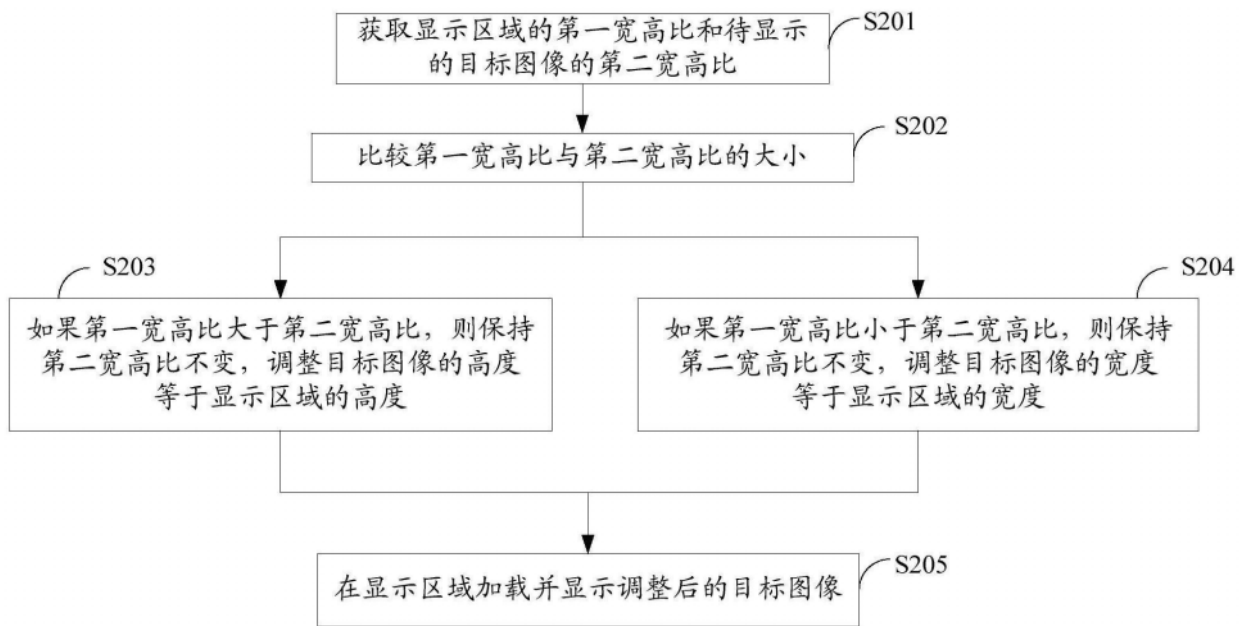 获取显示区域的第一宽高比和待显示
的目标图像的第二宽高比
S201
比较第一宽高比与第二宽高比的大小
S202
S203
如果第一宽高比大于第二宽高比，则保持
第二宽高比不变，调整目标图像的高度
等于显示区域的高度
S204
如果第一宽高比小于第二宽高比，则保持
第二宽高比不变，调整目标图像的宽度
等于显示区域的宽度
在显示区域加载并显示调整后的目标图像
S205